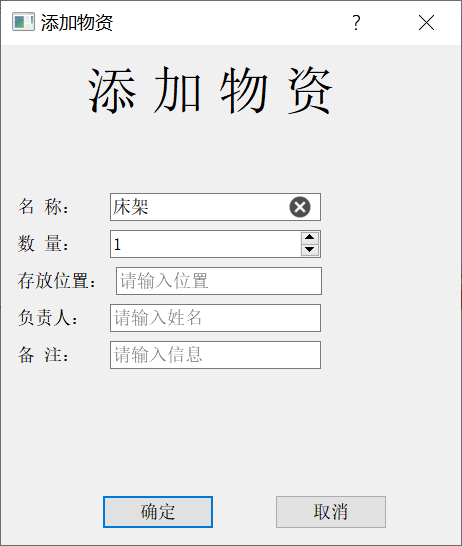 添加物资
?
添加物资
名 称： 床架
数 量： 1
存放位置： 请输入位置
负责人： 请输入姓名
备 注： 请输入信息
确定 取消